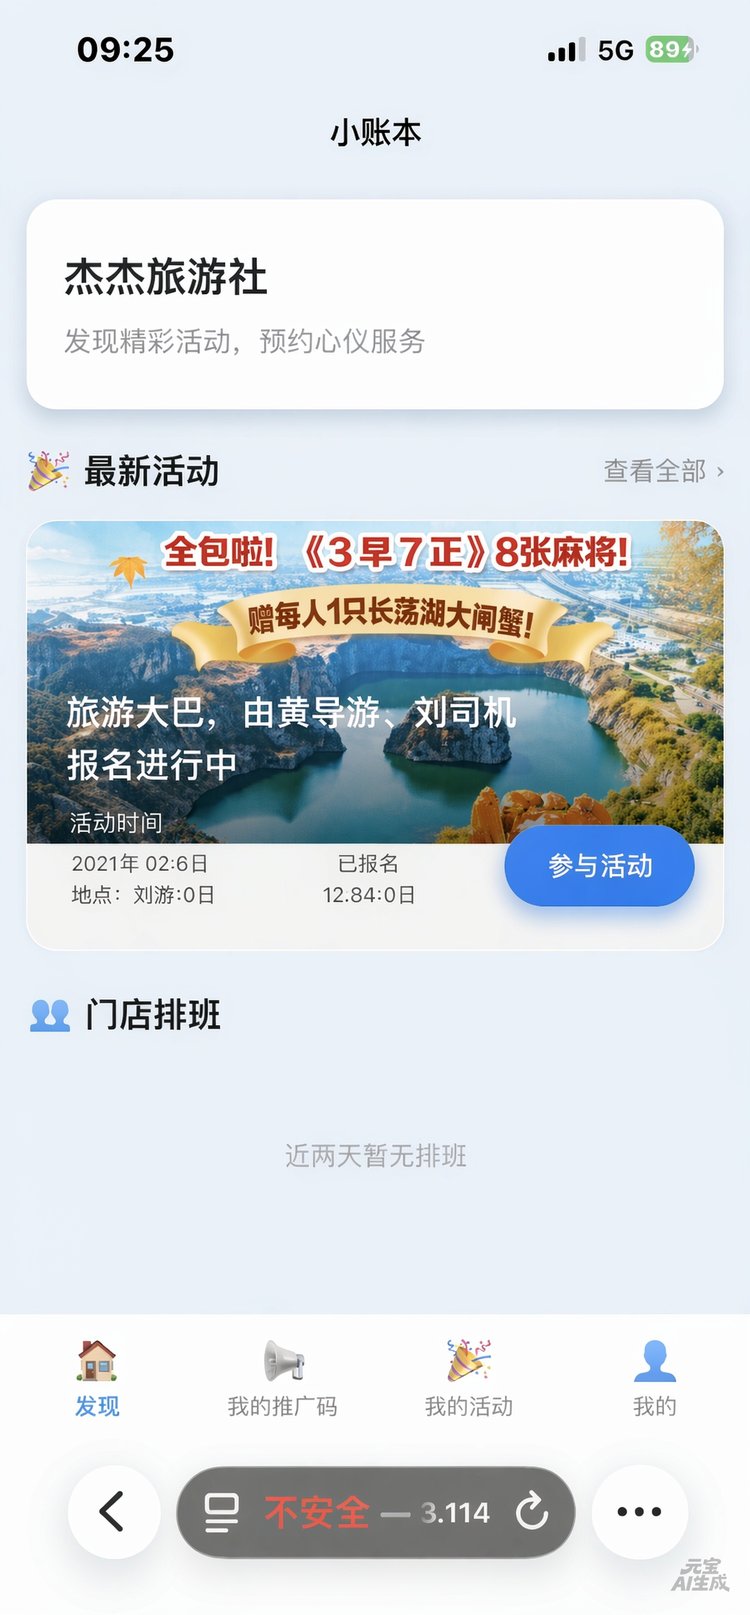 09:25
5G 89
小账本
杰杰旅游社
发现精彩活动，预约心仪服务
最新活动
查看全部 ›
全包啦！《3早7正》8张麻将！
赠每人1只长荡湖大闸蟹！
旅游大巴，由黄导游、刘司机
报名进行中
活动时间
2021年 02:6日
已报名
地点：刘游:0日
12.84:0日
参与活动
门店排班
近两天暂无排班
发现
我的推广码
我的活动
我的
不安全 — 3.114
元宝
AI生成